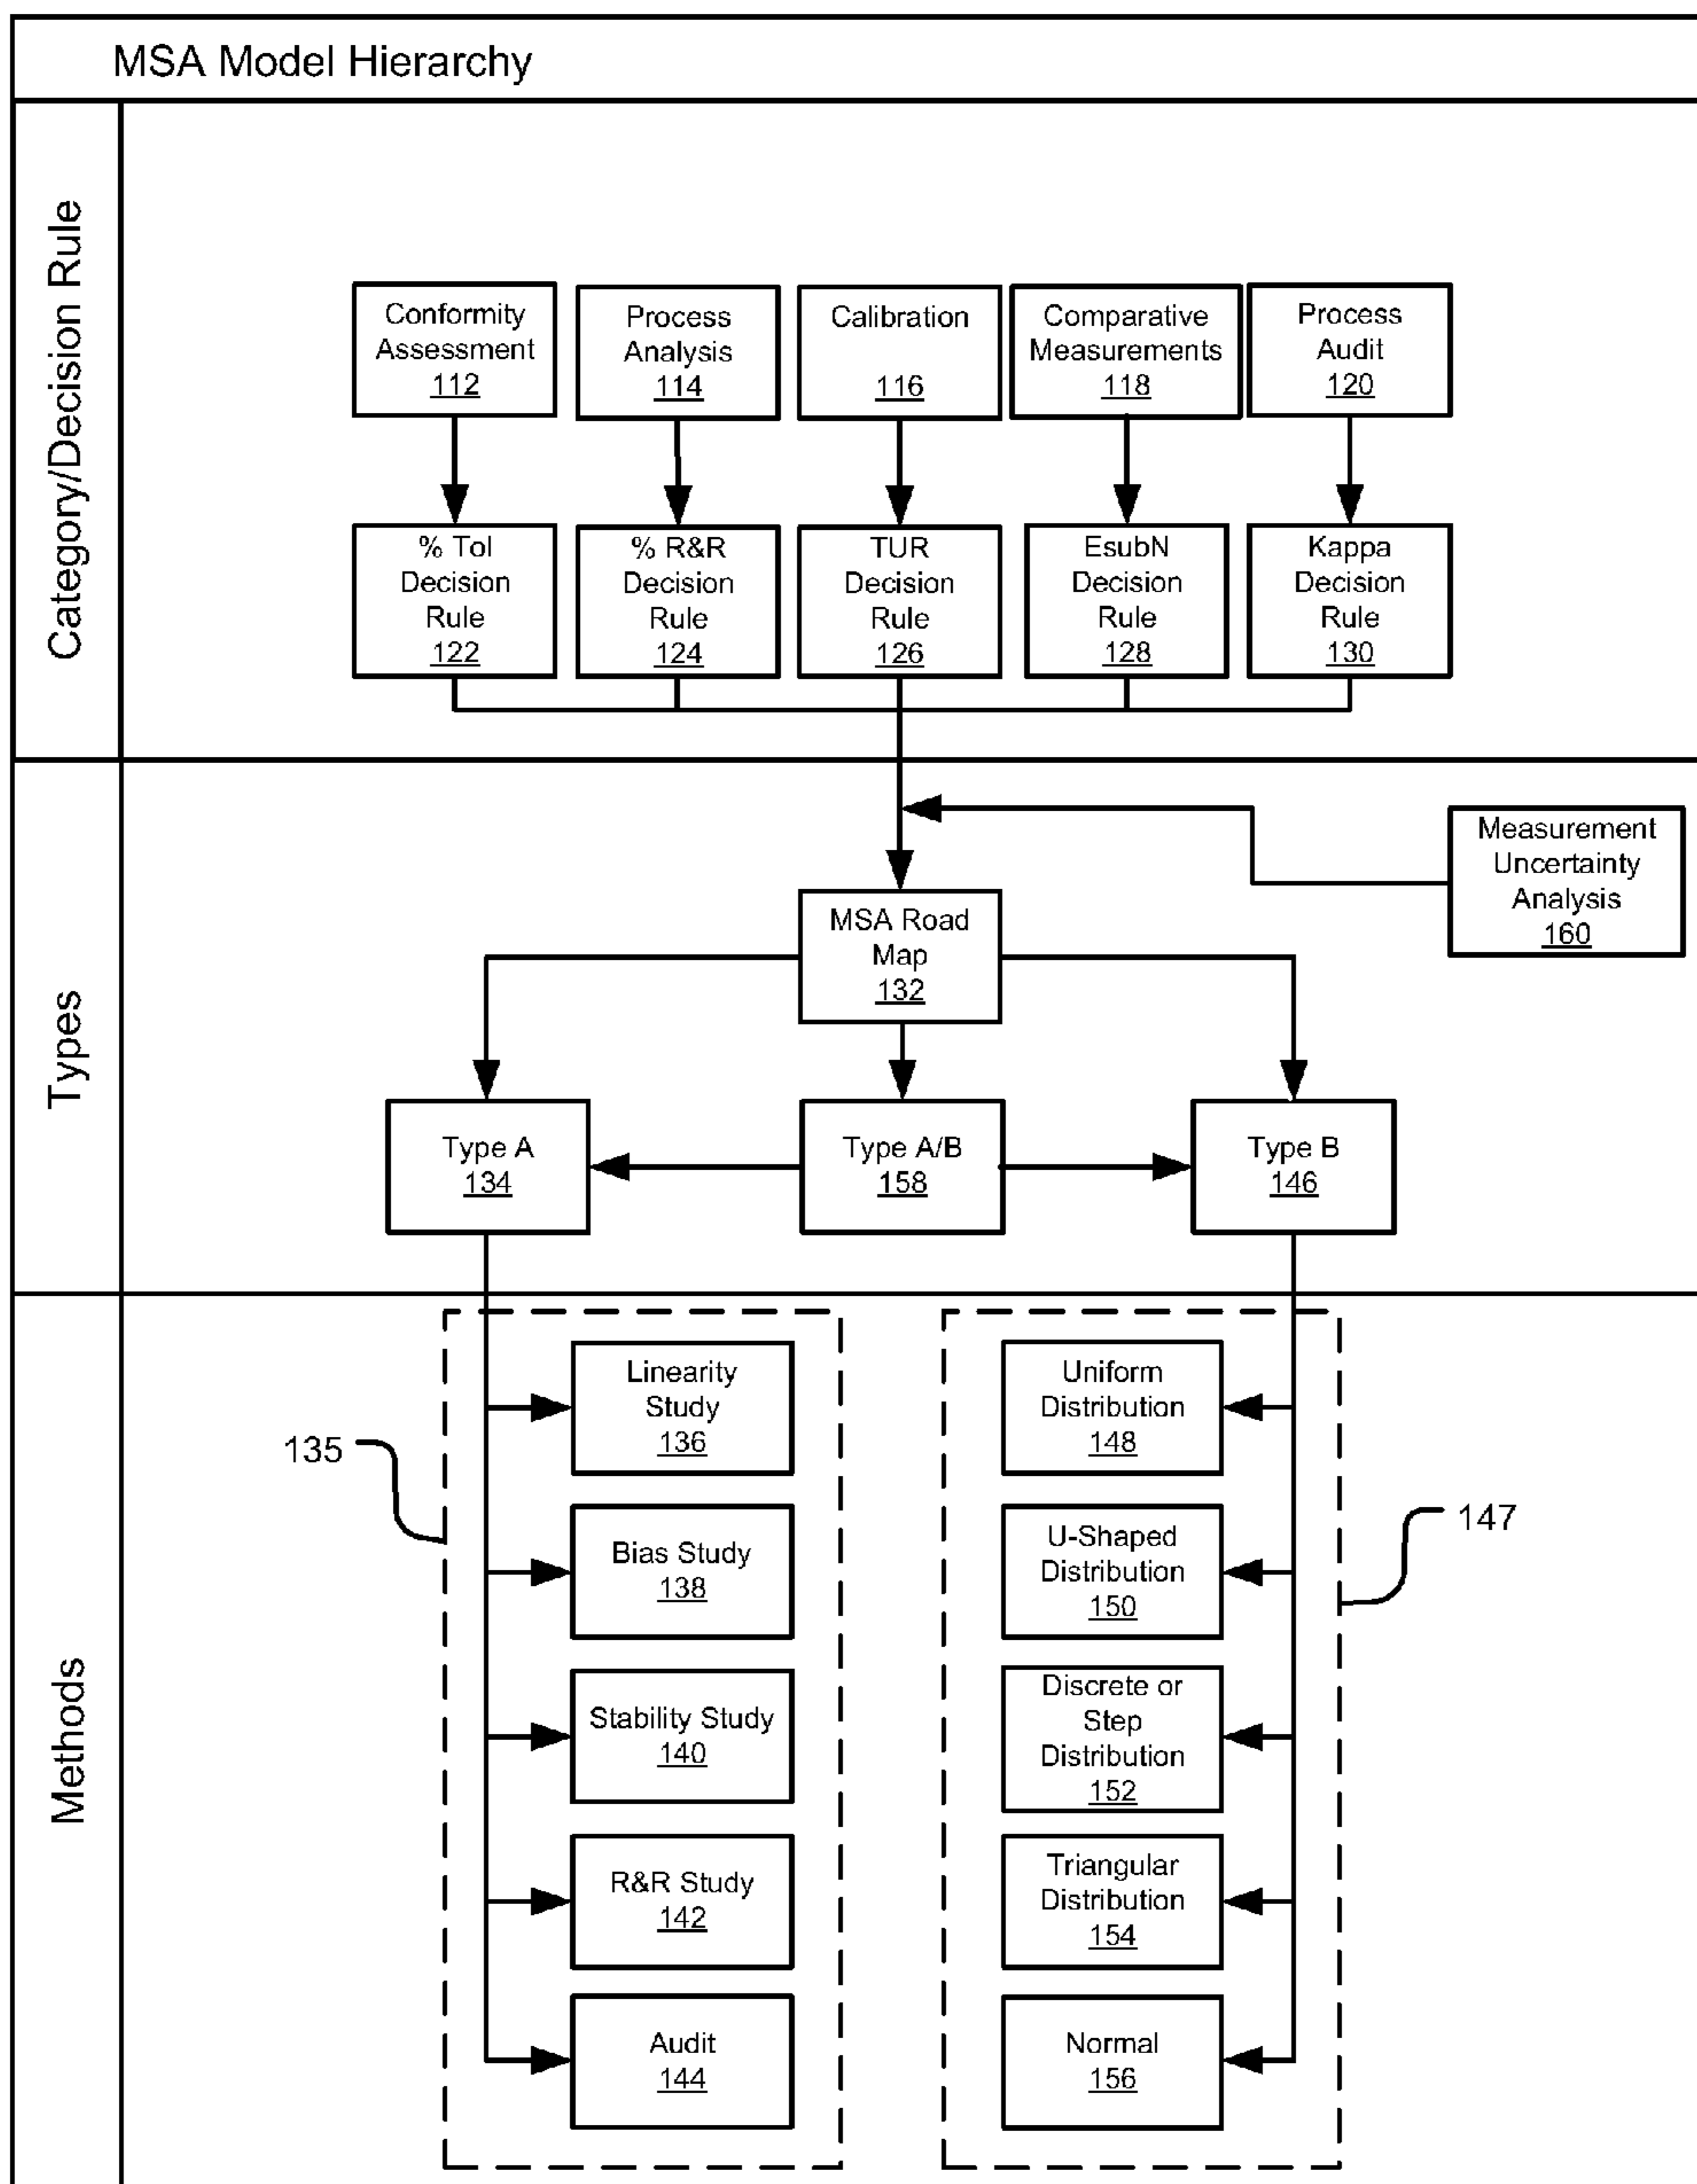 MSA Model Hierarchy
Category/Decision Rule
Conformity
Assessment
112
Process
Analysis
114
Calibration
116
Comparative
Measurements
118
Process
Audit
120
% Tol
Decision
Rule
122
% R&R
Decision
Rule
124
TUR
Decision
Rule
126
EsubN
Decision
Rule
128
Kappa
Decision
Rule
130
Types
Measurement
Uncertainty
Analysis
160
MSA Road
Map
132
Type A
134
Type A/B
158
Type B
146
Methods
135
Linearity
Study
136
Bias Study
138
Stability Study
140
R&R Study
142
Audit
144
Uniform
Distribution
148
U-Shaped
Distribution
150
Discrete or
Step
Distribution
152
Triangular
Distribution
154
Normal
156
147